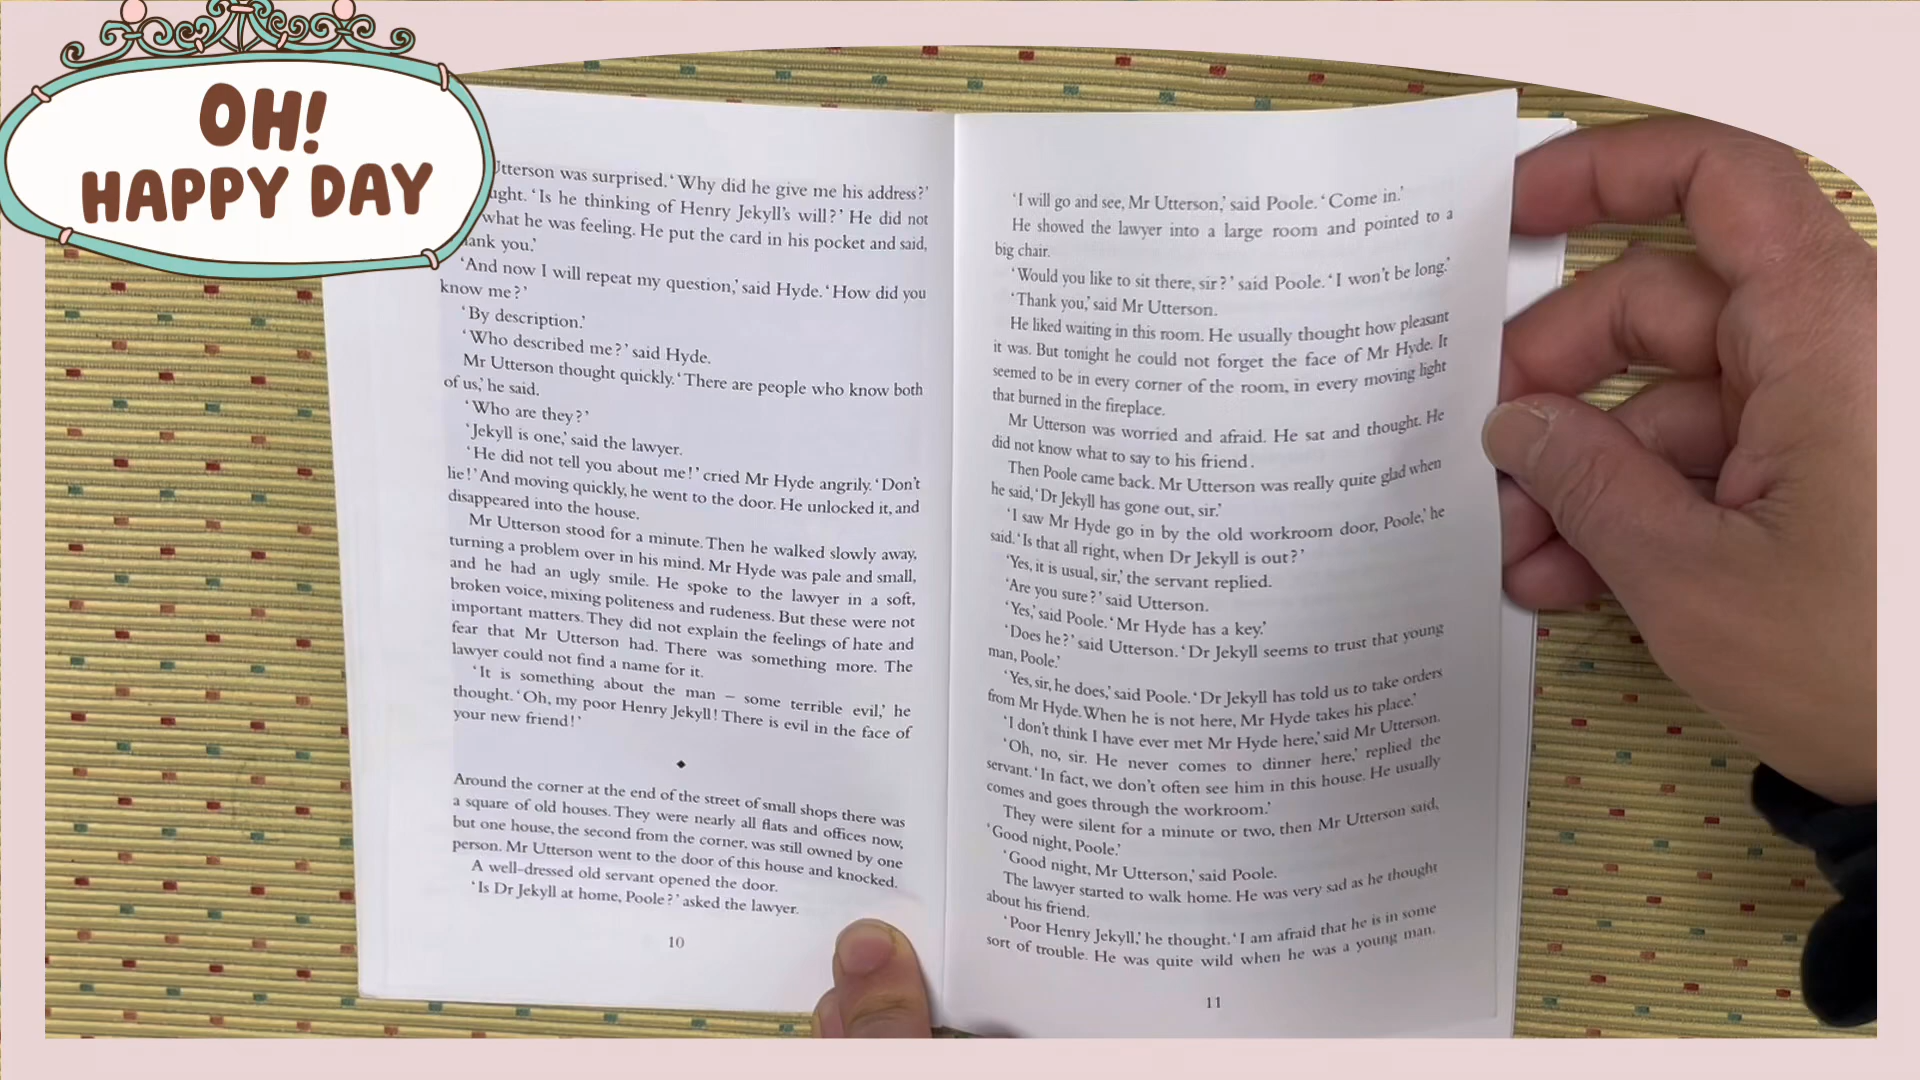 OH!
HAPPY DAY
Utterson was surprised. ‘Why did he give me his address?’
ught. ‘Is he thinking of Henry Jekyll’s will?’ He did not
what he was feeling. He put the card in his pocket and said,
ank you.’
‘And now I will repeat my question,’ said Hyde. ‘How did you
know me?’
‘By description.’
‘Who described me?’ said Hyde.
Mr Utterson thought quickly. ‘There are people who know both
of us,’ he said.
‘Who are they?’
‘Jekyll is one,’ said the lawyer.
‘He did not tell you about me!’ cried Mr Hyde angrily. ‘Don’t
lie!’ And moving quickly, he went to the door. He unlocked it, and
disappeared into the house.
Mr Utterson stood for a minute. Then he walked slowly away,
turning a problem over in his mind. Mr Hyde was pale and small,
and he had an ugly smile. He spoke to the lawyer in a soft,
broken voice, mixing politeness and rudeness. But these were not
important matters. They did not explain the feelings of hate and
fear that Mr Utterson had. There was something more. The
lawyer could not find a name for it.
‘It is something about the man – some terrible evil,’ he
thought. ‘Oh, my poor Henry Jekyll! There is evil in the face of
your new friend!’
◆
Around the corner at the end of the street of small shops there was
a square of old houses. They were nearly all flats and offices now,
but one house, the second from the corner, was still owned by one
person. Mr Utterson went to the door of this house and knocked.
A well-dressed old servant opened the door.
‘Is Dr Jekyll at home, Poole?’ asked the lawyer.
10
‘I will go and see, Mr Utterson,’ said Poole. ‘Come in.’
He showed the lawyer into a large room and pointed to a
big chair.
‘Would you like to sit there, sir?’ said Poole. ‘I won’t be long.’
‘Thank you,’ said Mr Utterson.
He liked waiting in this room. He usually thought how pleasant
it was. But tonight he could not forget the face of Mr Hyde. It
seemed to be in every corner of the room, in every moving light
that burned in the fireplace.
Mr Utterson was worried and afraid. He sat and thought. He
did not know what to say to his friend.
Then Poole came back. Mr Utterson was really quite glad when
he said, ‘Dr Jekyll has gone out, sir.’
‘I saw Mr Hyde go in by the old workroom door, Poole,’ he
said. ‘Is that all right, when Dr Jekyll is out?’
‘Yes, it is usual, sir,’ the servant replied.
‘Are you sure?’ said Utterson.
‘Yes,’ said Poole. ‘Mr Hyde has a key.’
‘Does he?’ said Utterson. ‘Dr Jekyll seems to trust that young
man, Poole.’
‘Yes, sir, he does,’ said Poole. ‘Dr Jekyll has told us to take orders
from Mr Hyde. When he is not here, Mr Hyde takes his place.’
‘I don’t think I have ever met Mr Hyde here,’ said Mr Utterson.
‘Oh, no, sir. He never comes to dinner here,’ replied the
servant. ‘In fact, we don’t often see him in this house. He usually
comes and goes through the workroom.’
They were silent for a minute or two, then Mr Utterson said,
‘Good night, Poole.’
‘Good night, Mr Utterson,’ said Poole.
The lawyer started to walk home. He was very sad as he thought
about his friend.
‘Poor Henry Jekyll,’ he thought. ‘I am afraid that he is in some
sort of trouble. He was quite wild when he was a young man.
11